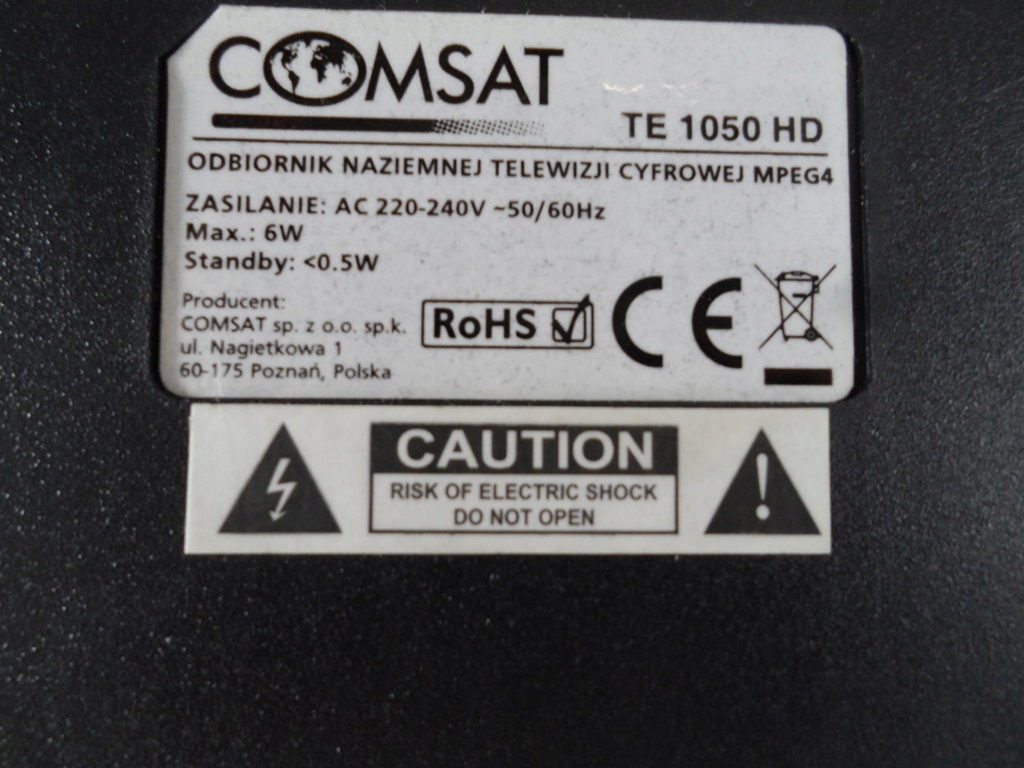 COMSAT
TE 1050 HD
ODBIORNIK NAZIEMNEJ TELEWIZJI CYFROWEJ MPEG4
ZASILANIE: AC 220-240V ~50/60Hz
Max.: 6W
Standby: <0.5W
Producent:
COMSAT sp. z o.o. sp.k.
ul. Nagietkowa 1
60-175 Poznań, Polska
RoHS
CE
CAUTION
RISK OF ELECTRIC SHOCK
DO NOT OPEN